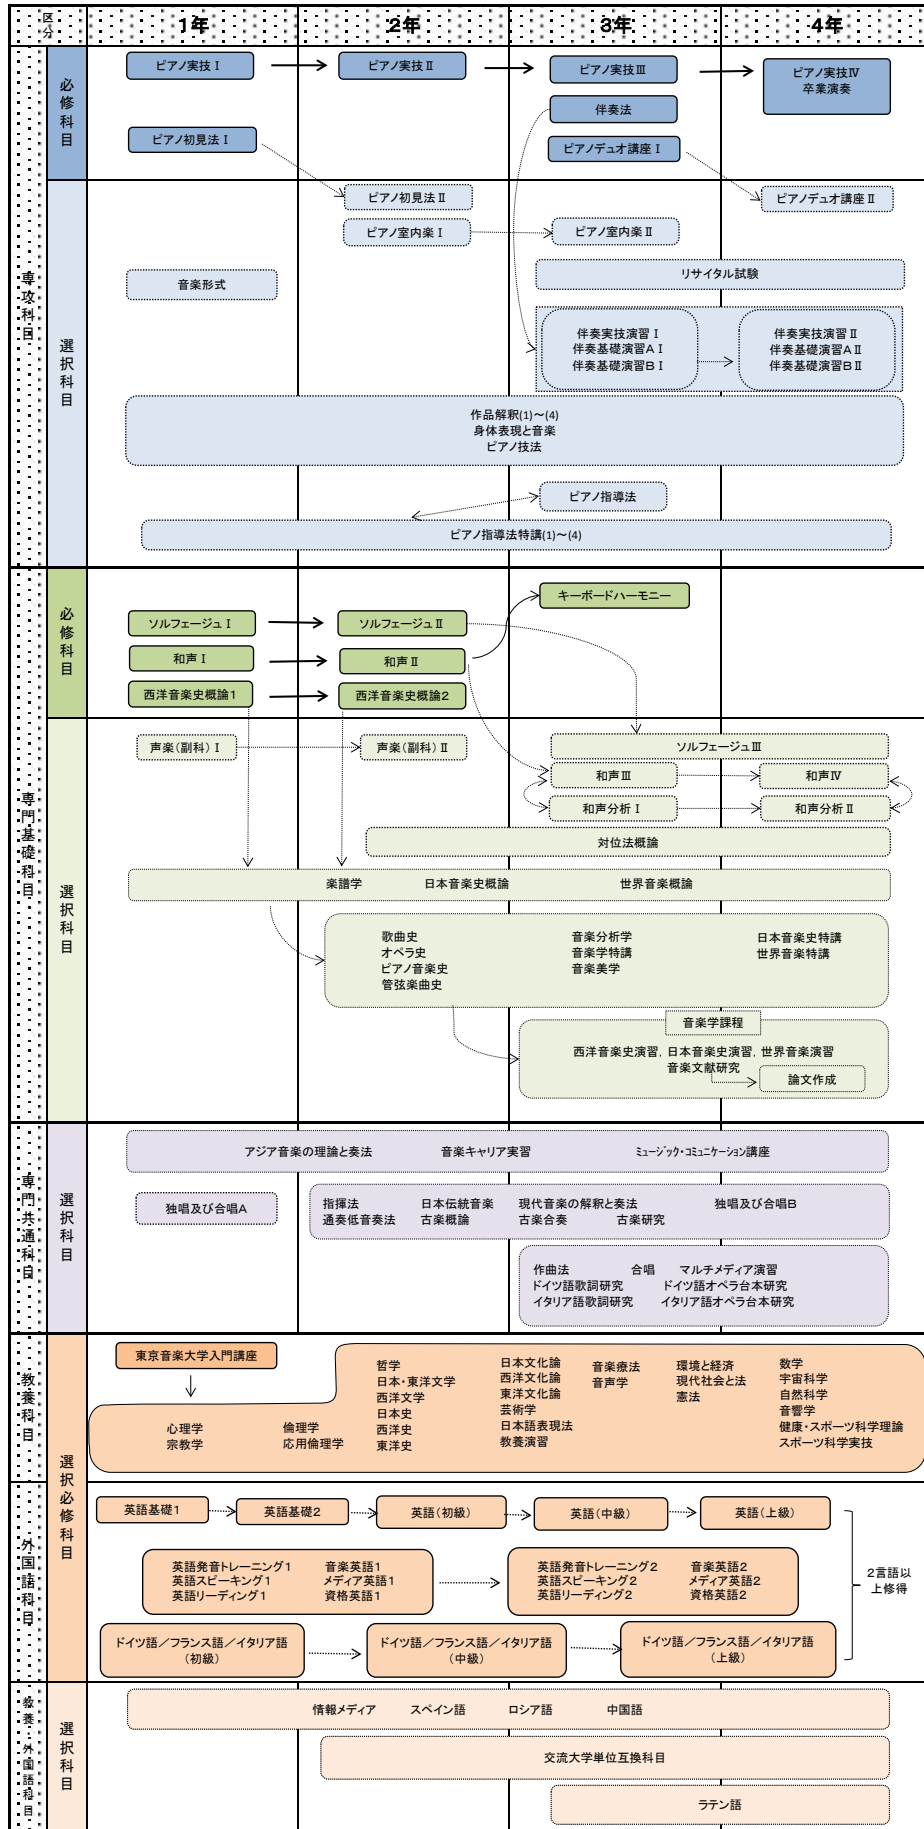 区分
1年
2年
3年
4年
専攻科目
必修科目
ピアノ実技Ⅰ
ピアノ実技Ⅱ
ピアノ実技Ⅲ
ピアノ実技Ⅳ
卒業演奏
伴奏法
ピアノ初見法Ⅰ
ピアノデュオ講座Ⅰ
選択科目
ピアノ初見法Ⅱ
ピアノデュオ講座Ⅱ
ピアノ室内楽Ⅰ
ピアノ室内楽Ⅱ
音楽形式
リサイタル試験
伴奏実技演習Ⅰ
伴奏基礎演習AⅠ
伴奏基礎演習BⅠ
伴奏実技演習Ⅱ
伴奏基礎演習AⅡ
伴奏基礎演習BⅡ
作品解釈(1)～(4)
身体表現と音楽
ピアノ技法
ピアノ指導法
ピアノ指導法特講(1)～(4)
専門基礎科目
必修科目
キーボードハーモニー
ソルフェージュⅠ
ソルフェージュⅡ
和声Ⅰ
和声Ⅱ
西洋音楽史概論1
西洋音楽史概論2
選択科目
声楽(副科)Ⅰ
声楽(副科)Ⅱ
ソルフェージュⅢ
和声Ⅲ
和声Ⅳ
和声分析Ⅰ
和声分析Ⅱ
対位法概論
楽譜学 日本音楽史概論 世界音楽概論
歌曲史
オペラ史
ピアノ音楽史
管弦楽曲史
音楽分析学
音楽学特講
音楽美学
日本音楽史特講
世界音楽特講
音楽学課程
西洋音楽史演習, 日本音楽史演習, 世界音楽演習
音楽文献研究
論文作成
専門共通科目
選択科目
アジア音楽の理論と奏法 音楽キャリア実習 ミュージック・コミュニケーション講座
独唱及び合唱A
指揮法 日本伝統音楽 現代音楽の解釈と奏法 独唱及び合唱B
通奏低音奏法 古楽概論 古楽合奏 古楽研究
作曲法 合唱 マルチメディア演習
ドイツ語歌詞研究 ドイツ語オペラ台本研究
イタリア語歌詞研究 イタリア語オペラ台本研究
教養科目
選択必修科目
東京音楽大学入門講座
心理学
宗教学
倫理学
応用倫理学
哲学
日本・東洋文学
西洋文学
日本史
西洋史
東洋史
日本文化論
西洋文化論
東洋文化論
芸術学
日本語表現法
教養演習
音楽療法
音声学
環境と経済
現代社会と法
憲法
数学
宇宙科学
自然科学
音響学
健康・スポーツ科学理論
スポーツ科学実技
外国語科目
英語基礎1
英語基礎2
英語(初級)
英語(中級)
英語(上級)
英語発音トレーニング1 音楽英語1
英語スピーキング1 メディア英語1
英語リーディング1 資格英語1
英語発音トレーニング2 音楽英語2
英語スピーキング2 メディア英語2
英語リーディング2 資格英語2
2言語以
上修得
ドイツ語／フランス語／イタリア語
(初級)
ドイツ語／フランス語／イタリア語
(中級)
ドイツ語／フランス語／イタリア語
(上級)
教養・外国語科目
選択科目
情報メディア スペイン語 ロシア語 中国語
交流大学単位互換科目
ラテン語